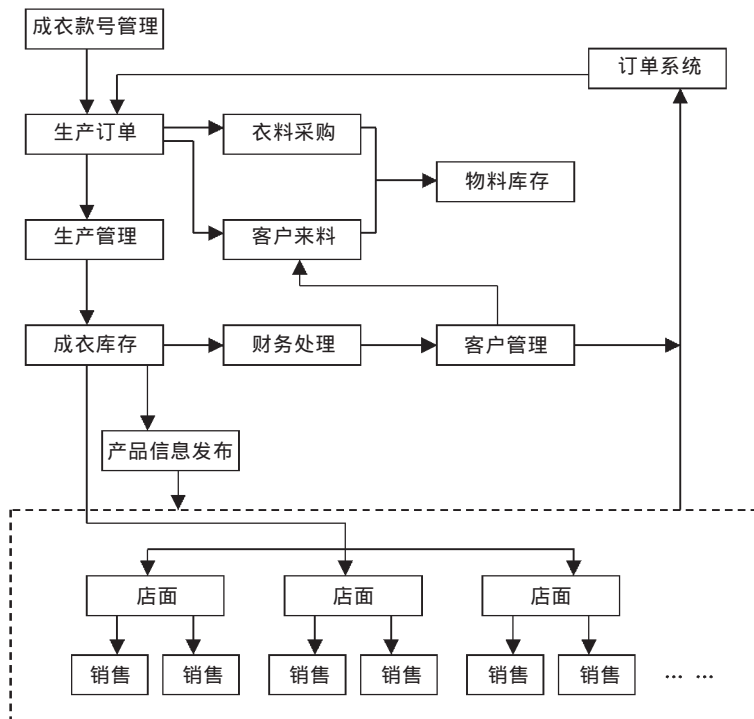 成衣款号管理
订单系统
生产订单
衣料采购
物料库存
生产管理
客户来料
成衣库存
财务处理
客户管理
产品信息发布
店面
店面
店面
销售
销售
销售
销售
销售
销售
… …